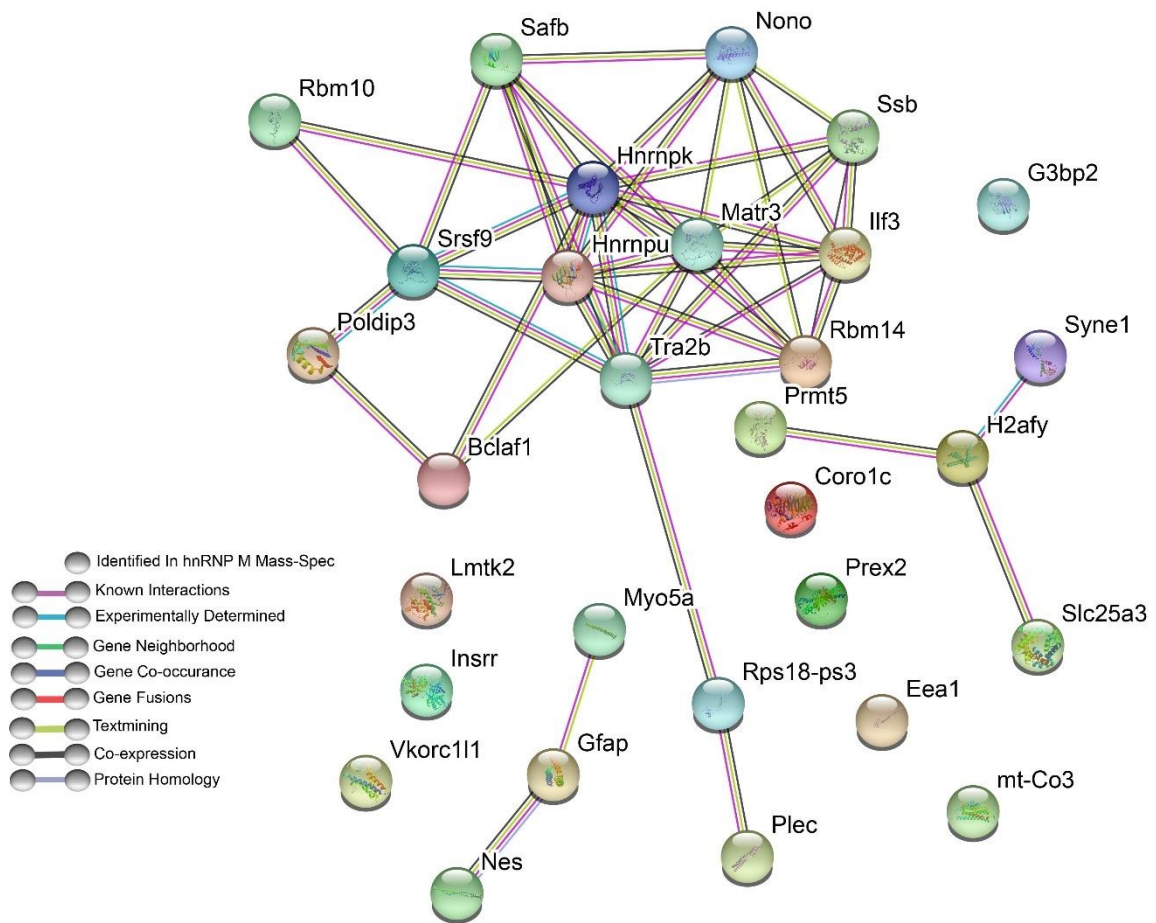 Safb
Nono
Rbm10
Ssb
Hnrnpk
G3bp2
Matr3
Ilf3
Srsf9
Hnrnpu
Poldip3
Rbm14
Syne1
Tra2b
Prmt5
H2afy
Bclaf1
Coro1c
Identified In hnRNP M Mass-Spec
Known Interactions
Experimentally Determined
Gene Neighborhood
Gene Co-occurance
Gene Fusions
Textmining
Co-expression
Protein Homology
Lmtk2
Myo5a
Prex2
Slc25a3
Insrr
Rps18-ps3
Eea1
Vkorc1l1
Gfap
mt-Co3
Plec
Nes